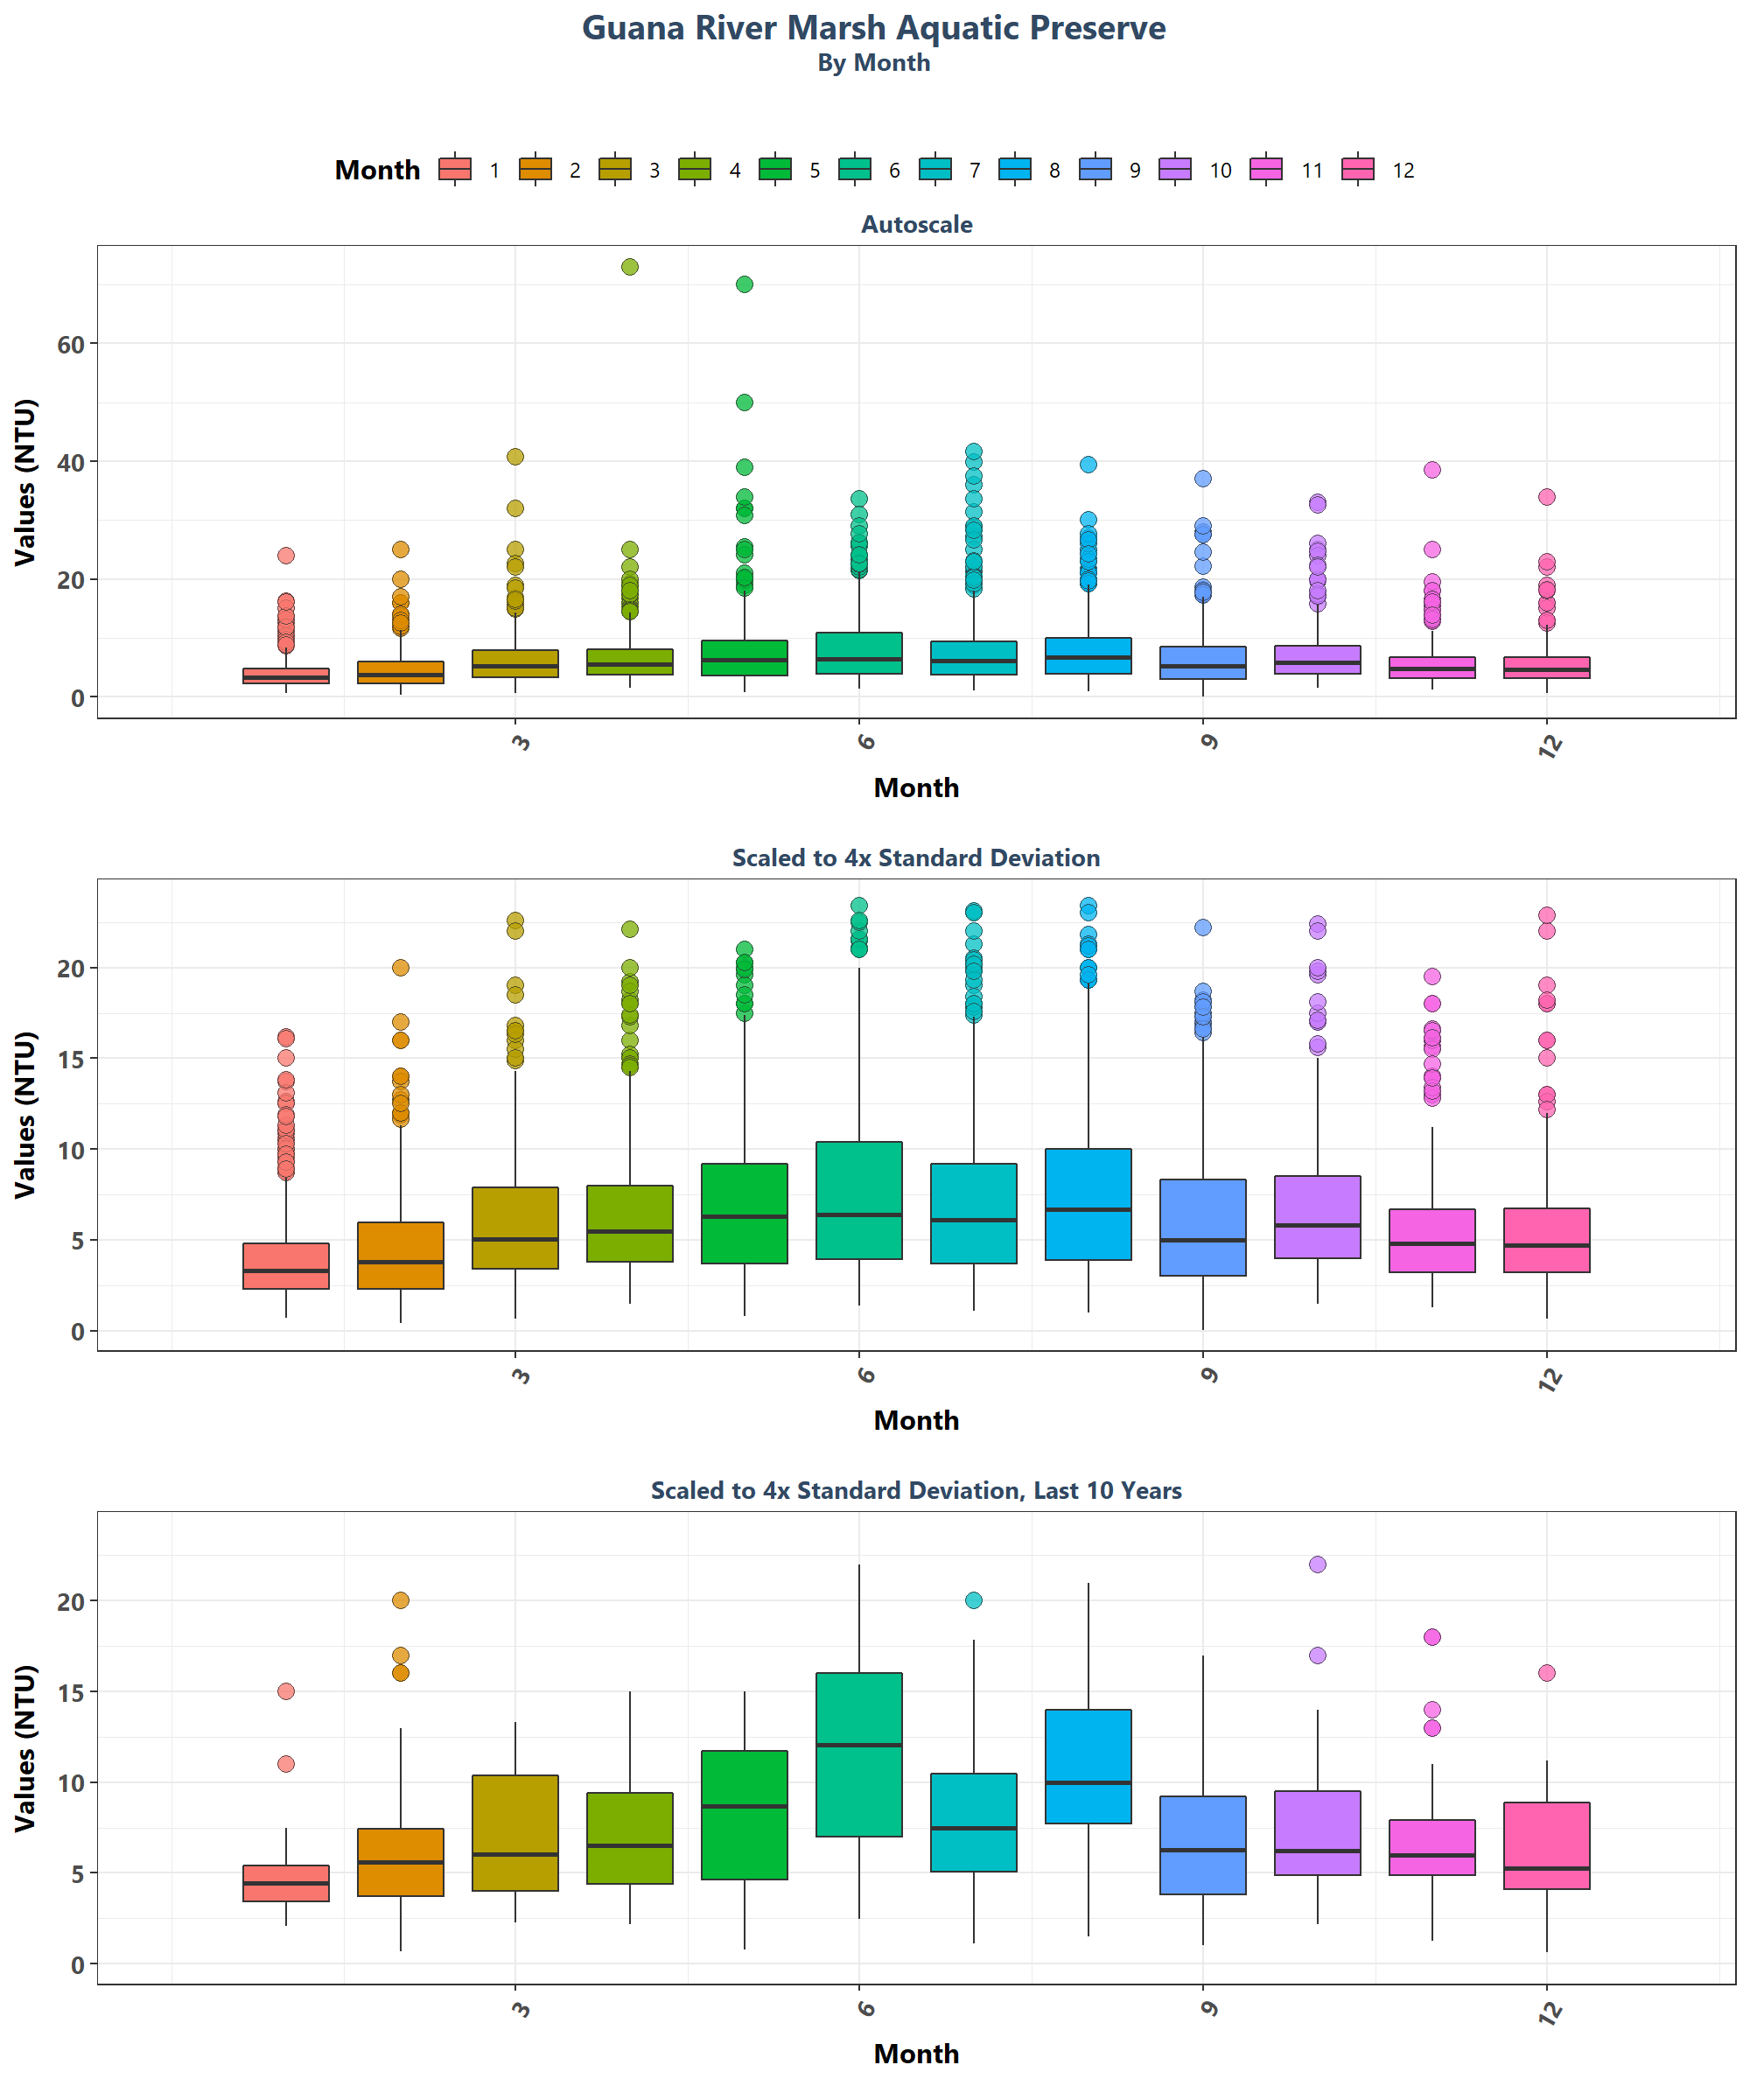 Guana River Marsh Aquatic Preserve
By Month
Month 1 2 3 4 5 6 7 8 9 10 11 12
Autoscale
Values (NTU)
60
40
20
0
3 6 9 12
Month
Scaled to 4x Standard Deviation
Values (NTU)
20
15
10
5
0
3 6 9 12
Month
Scaled to 4x Standard Deviation, Last 10 Years
Values (NTU)
20
15
10
5
0
3 6 9 12
Month